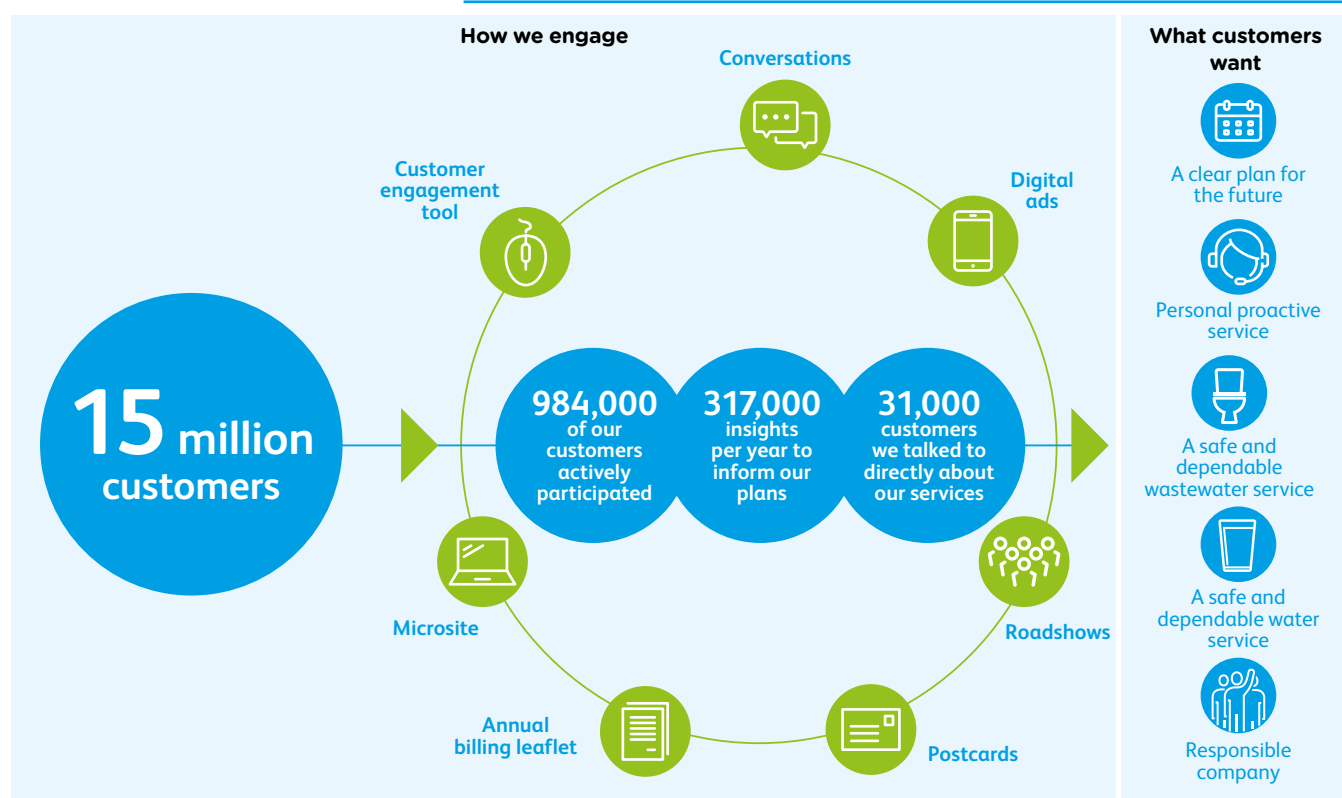 How we engage
Conversations
Customer
engagement
tool
Digital
ads
15 million
customers
984,000
of our
customers
actively
participated
317,000
insights
per year to
inform our
plans
31,000
customers
we talked to
directly about
our services
Microsite
Roadshows
Annual
billing leaflet
Postcards
What customers
want
A clear plan for
the future
Personal proactive
service
A safe and
dependable
wastewater service
A safe and
dependable water
service
Responsible
company